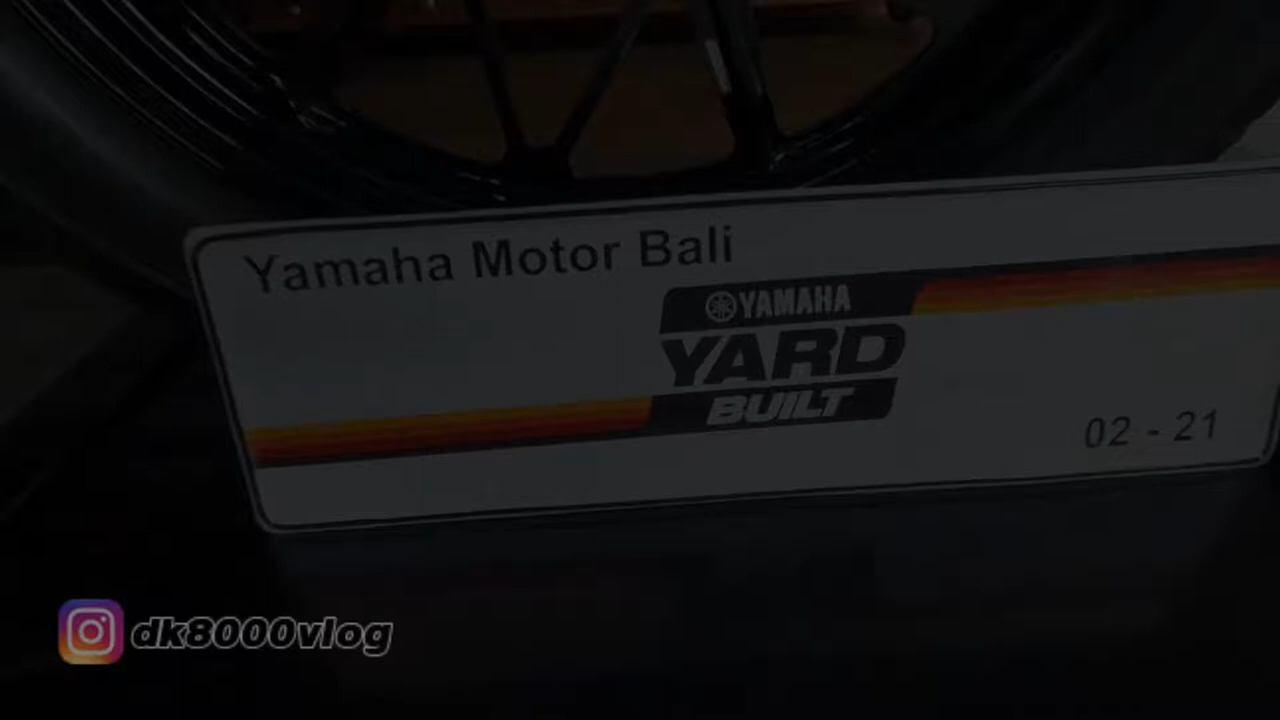 Yamaha Motor Bali
YAMAHA
YARD
BUILT
02 - 21
dk8000vlog